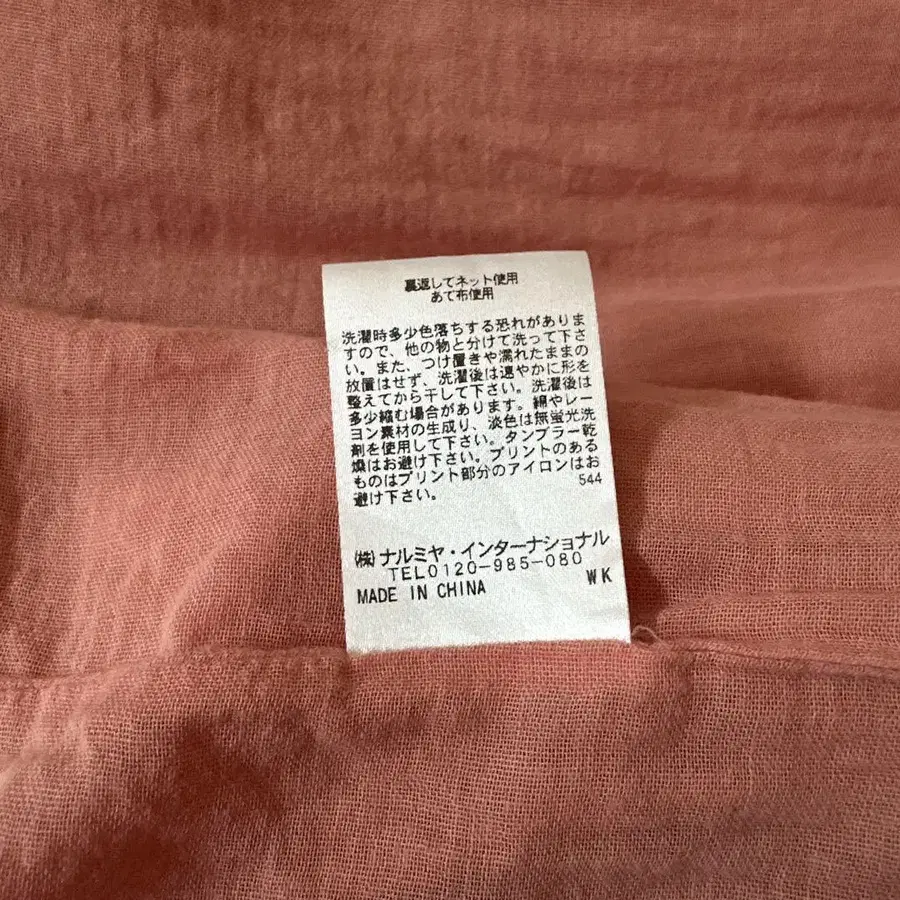 裏返してネット使用
あて布使用
洗濯時多少色落ちする恐れがありま
すので、他の物と分けて洗って下さ
い。また、つけ置きや濡れたままの
放置はせず、洗濯後は速やかに形を
整えてから干して下さい。洗濯後は
多少縮む場合があります。綿やレー
ヨン素材の生成り、淡色は無蛍光洗
剤を使用して下さい。タンブラー乾
燥はお避け下さい。プリントのある
ものはプリント部分のアイロンはお
避け下さい。 544
㈱ナルミヤ・インターナショナル
TEL0120-985-080
MADE IN CHINA WK